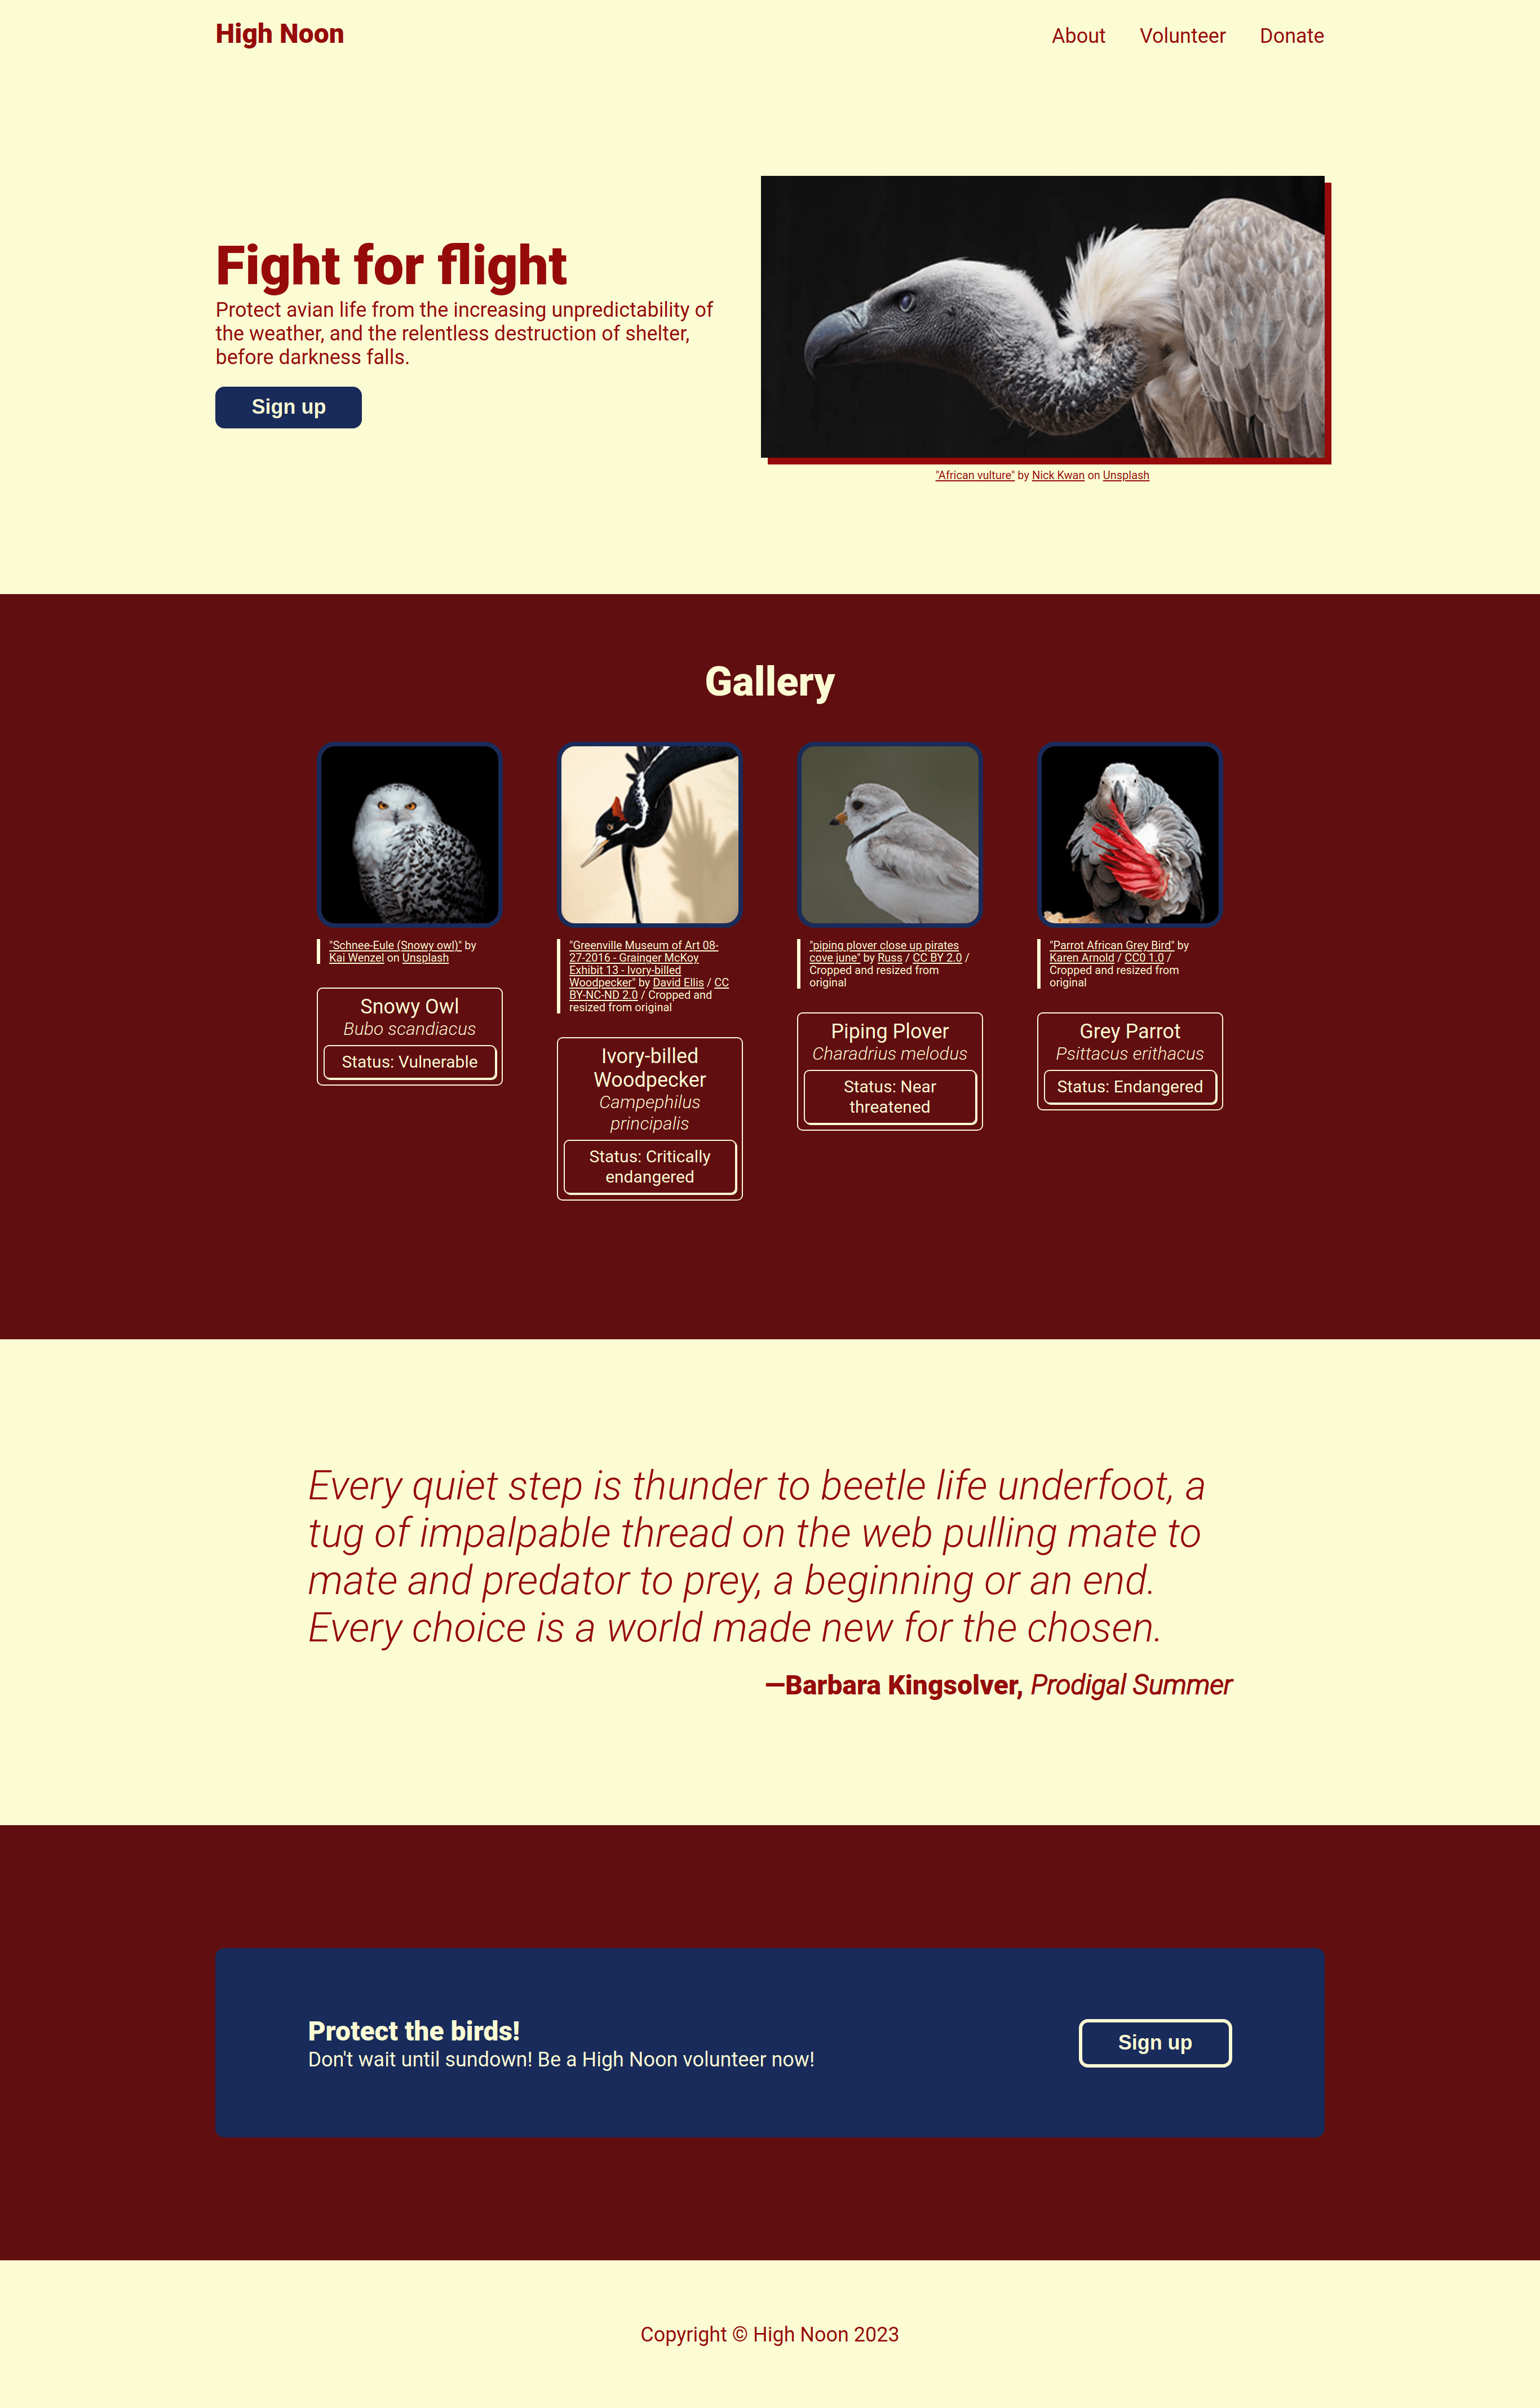 High Noon
About
Volunteer
Donate
Fight for flight
Protect avian life from the increasing unpredictability of
the weather, and the relentless destruction of shelter,
before darkness falls.
Sign up
"African vulture" by Nick Kwan on Unsplash
Gallery
"Schnee-Eule (Snowy owl)" by
Kai Wenzel on Unsplash
Snowy Owl
Bubo scandiacus
Status: Vulnerable
"Greenville Museum of Art 08-
27-2016 - Grainger McKoy
Exhibit 13 - Ivory-billed
Woodpecker" by David Ellis / CC
BY-NC-ND 2.0 / Cropped and
resized from original
Ivory-billed
Woodpecker
Campephilus
principalis
Status: Critically
endangered
"piping plover close up pirates
cove june" by Russ / CC BY 2.0 /
Cropped and resized from
original
Piping Plover
Charadrius melodus
Status: Near
threatened
"Parrot African Grey Bird" by
Karen Arnold / CC0 1.0 /
Cropped and resized from
original
Grey Parrot
Psittacus erithacus
Status: Endangered
Every quiet step is thunder to beetle life underfoot, a
tug of impalpable thread on the web pulling mate to
mate and predator to prey, a beginning or an end.
Every choice is a world made new for the chosen.
—Barbara Kingsolver, Prodigal Summer
Protect the birds!
Don't wait until sundown! Be a High Noon volunteer now!
Sign up
Copyright © High Noon 2023